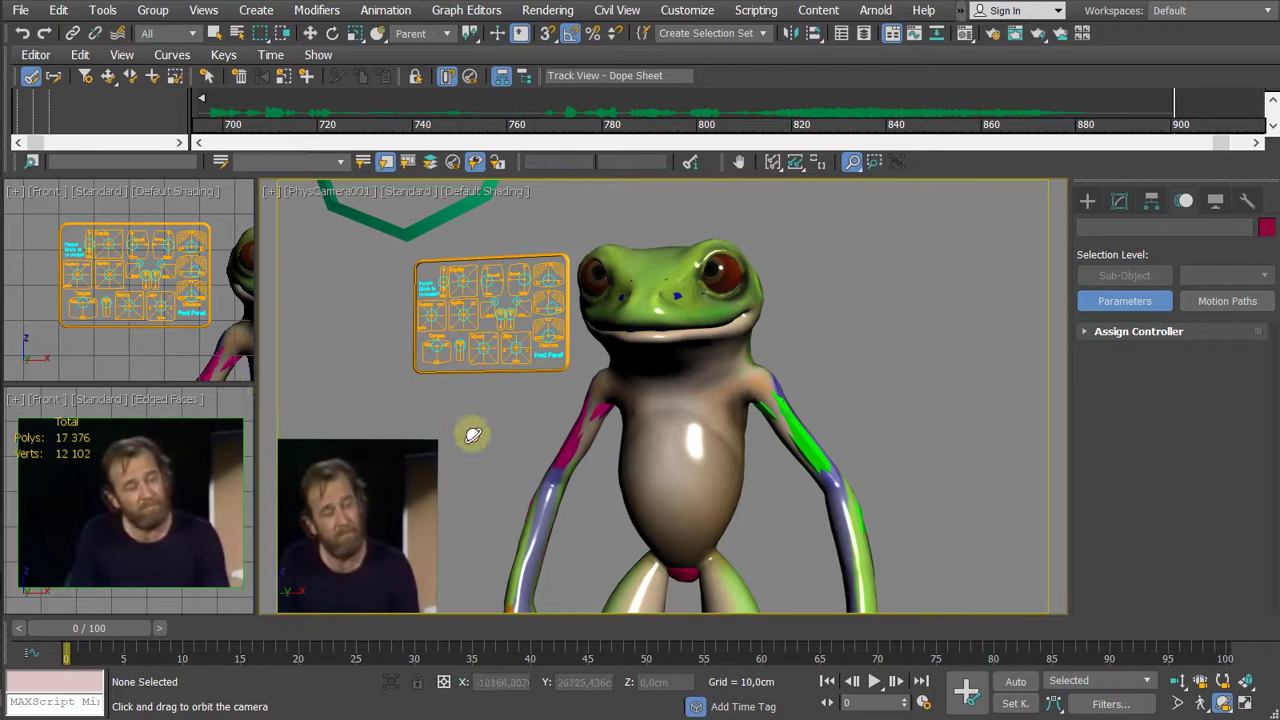 File Edit Tools Group Views Create Modifiers Animation Graph Editors Rendering Civil View Customize Scripting Content Arnold Help » Sign In Workspaces: Default
All Parent Create Selection Set
Editor Edit View Curves Keys Time Show
Track View - Dope Sheet
700 720 740 760 780 800 820 840 860 880 900
[+] [Front] [Standard] [Default Shading]
[+] [PhysCamera001] [Standard] [Default Shading]
Selection Level:
Sub-Object
Parameters Motion Paths
Assign Controller
[+] [Front] [Standard] [Edged Faces]
Total
Polys: 17 376
Verts: 12 102
z
x
< 0 / 100 >
0 5 10 15 20 25 30 35 40 45 50 55 60 65 70 75 80 85 90 95 100
None Selected X: Y: Z: 0,0cm Grid = 10,0cm Auto Selected
MAXScript Mi Click and drag to orbit the camera Add Time Tag 0 Set K. Filters...